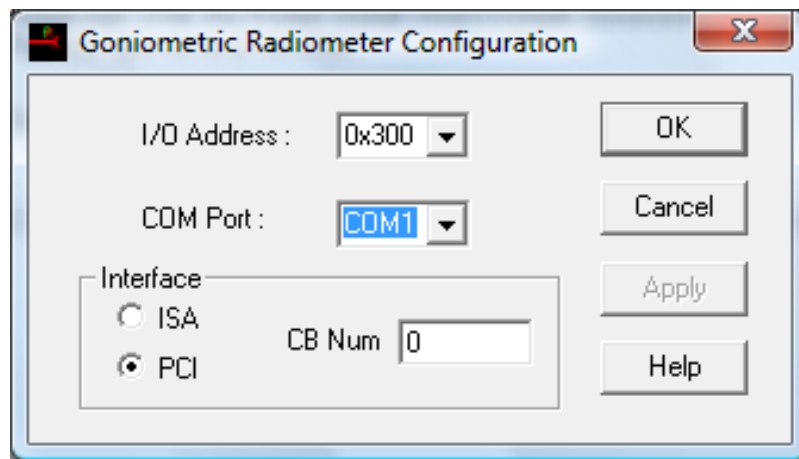 Goniometric Radiometer Configuration
I/O Address : 0x300 OK
COM Port : COM1 Cancel
Interface Apply
ISA
CB Num 0
PCI Help